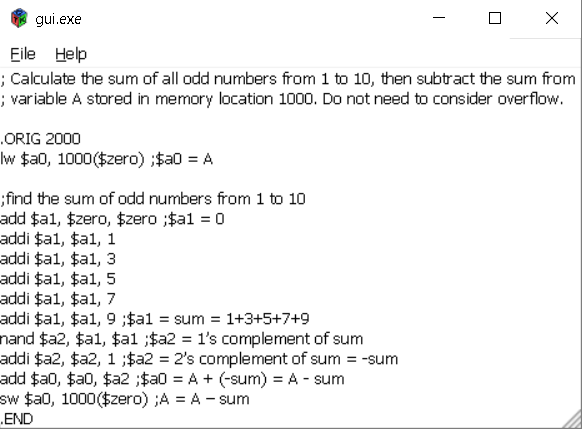 gui.exe
File Help
; Calculate the sum of all odd numbers from 1 to 10, then subtract the sum from
; variable A stored in memory location 1000. Do not need to consider overflow.
.ORIG 2000
lw $a0, 1000($zero) ;$a0 = A
;find the sum of odd numbers from 1 to 10
add $a1, $zero, $zero ;$a1 = 0
addi $a1, $a1, 1
addi $a1, $a1, 3
addi $a1, $a1, 5
addi $a1, $a1, 7
addi $a1, $a1, 9 ;$a1 = sum = 1+3+5+7+9
nand $a2, $a1, $a1 ;$a2 = 1’s complement of sum
addi $a2, $a2, 1 ;$a2 = 2’s complement of sum = -sum
add $a0, $a0, $a2 ;$a0 = A + (-sum) = A - sum
sw $a0, 1000($zero) ;A = A – sum
.END